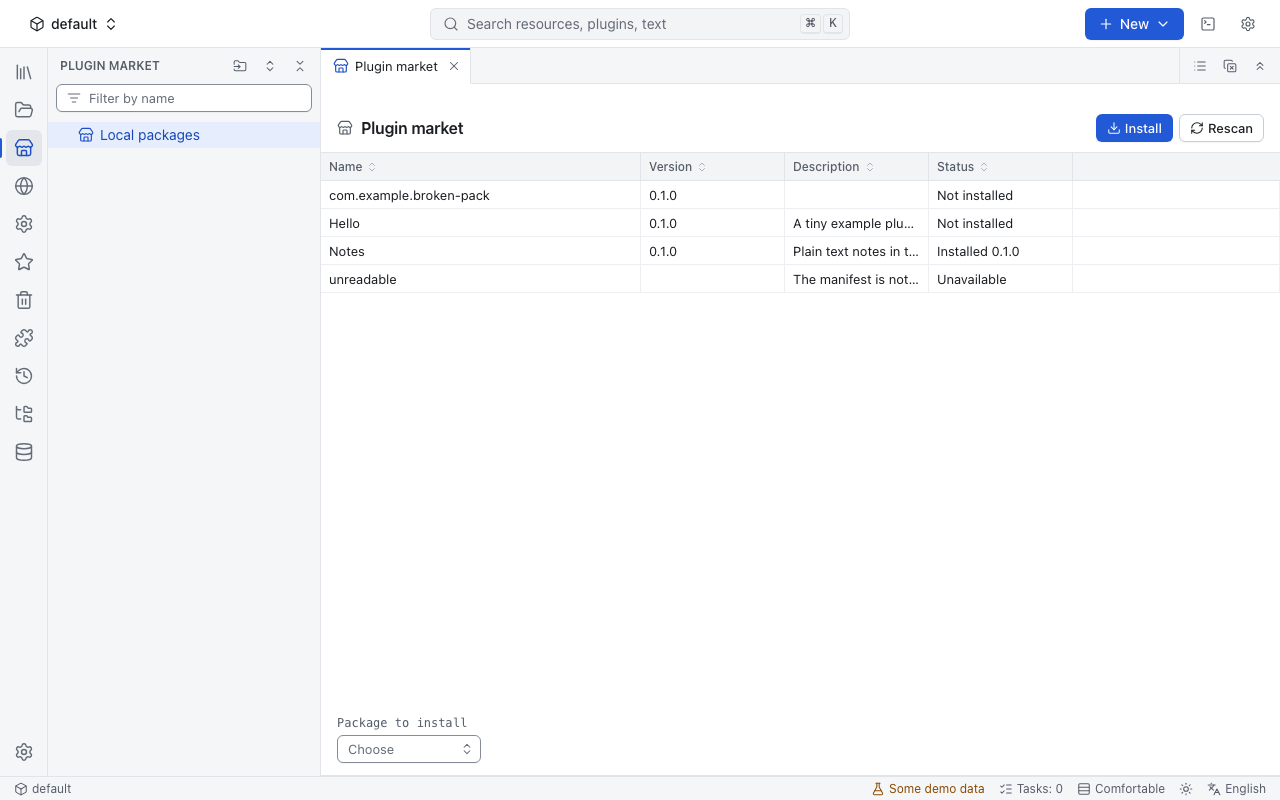 default
Search resources, plugins, text
⌘ K
New
PLUGIN MARKET
Filter by name
Local packages
Plugin market
Plugin market
Install
Rescan
Name Version Description Status
com.example.broken-pack 0.1.0 Not installed
Hello 0.1.0 A tiny example plu... Not installed
Notes 0.1.0 Plain text notes in t... Installed 0.1.0
unreadable The manifest is not... Unavailable
Package to install
Choose
default
Some demo data
Tasks: 0
Comfortable
English